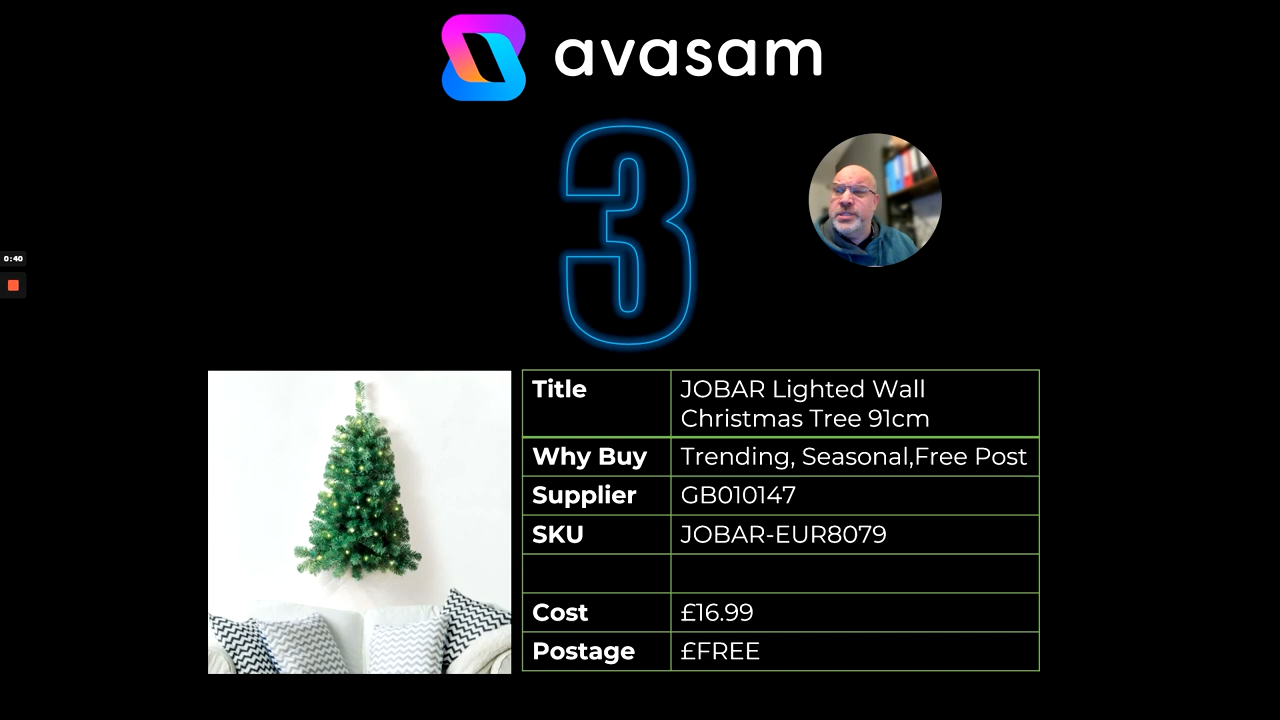 avasam
3
0:40
Title
JOBAR Lighted Wall
Christmas Tree 91cm
Why Buy
Trending, Seasonal,Free Post
Supplier
GB010147
SKU
JOBAR-EUR8079
Cost
£16.99
Postage
£FREE